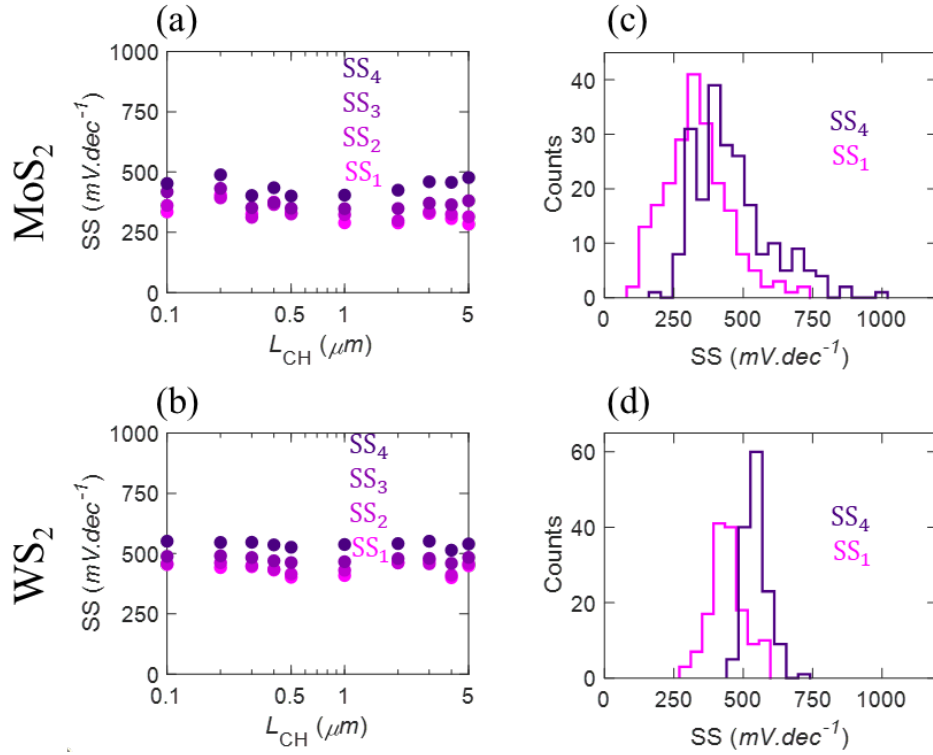 (a)
MoS₂
SS (mV.dec⁻¹)
1000
750
500
250
0
SS₄
SS₃
SS₂
SS₁
0.1
0.5
1
5
L_CH (μm)
(c)
Counts
40
30
20
10
0
SS₄
SS₁
0
250
500
750
1000
SS (mV.dec⁻¹)
(b)
WS₂
SS (mV.dec⁻¹)
1000
750
500
250
0
SS₄
SS₃
SS₂
SS₁
0.1
0.5
1
5
L_CH (μm)
(d)
Counts
60
40
20
0
SS₄
SS₁
0
250
500
750
1000
SS (mV.dec⁻¹)